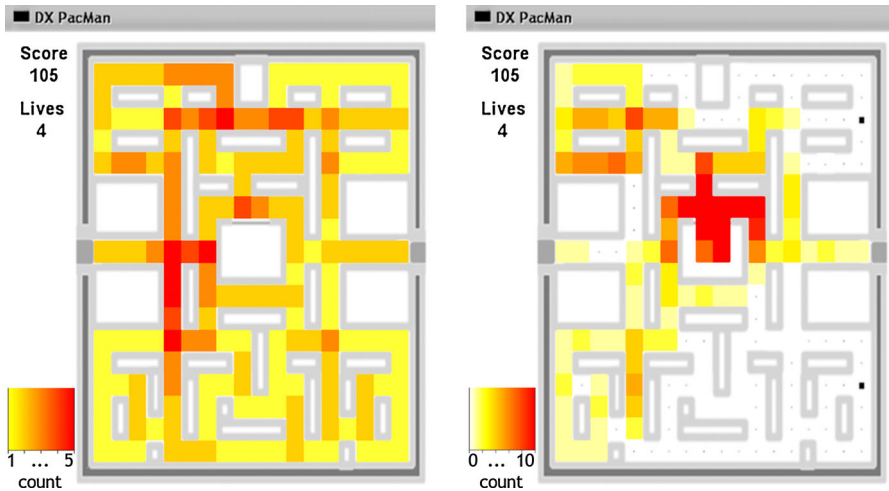 DX PacMan
Score
105
Lives
4
1 ... 5
count
DX PacMan
Score
105
Lives
4
0 ... 10
count